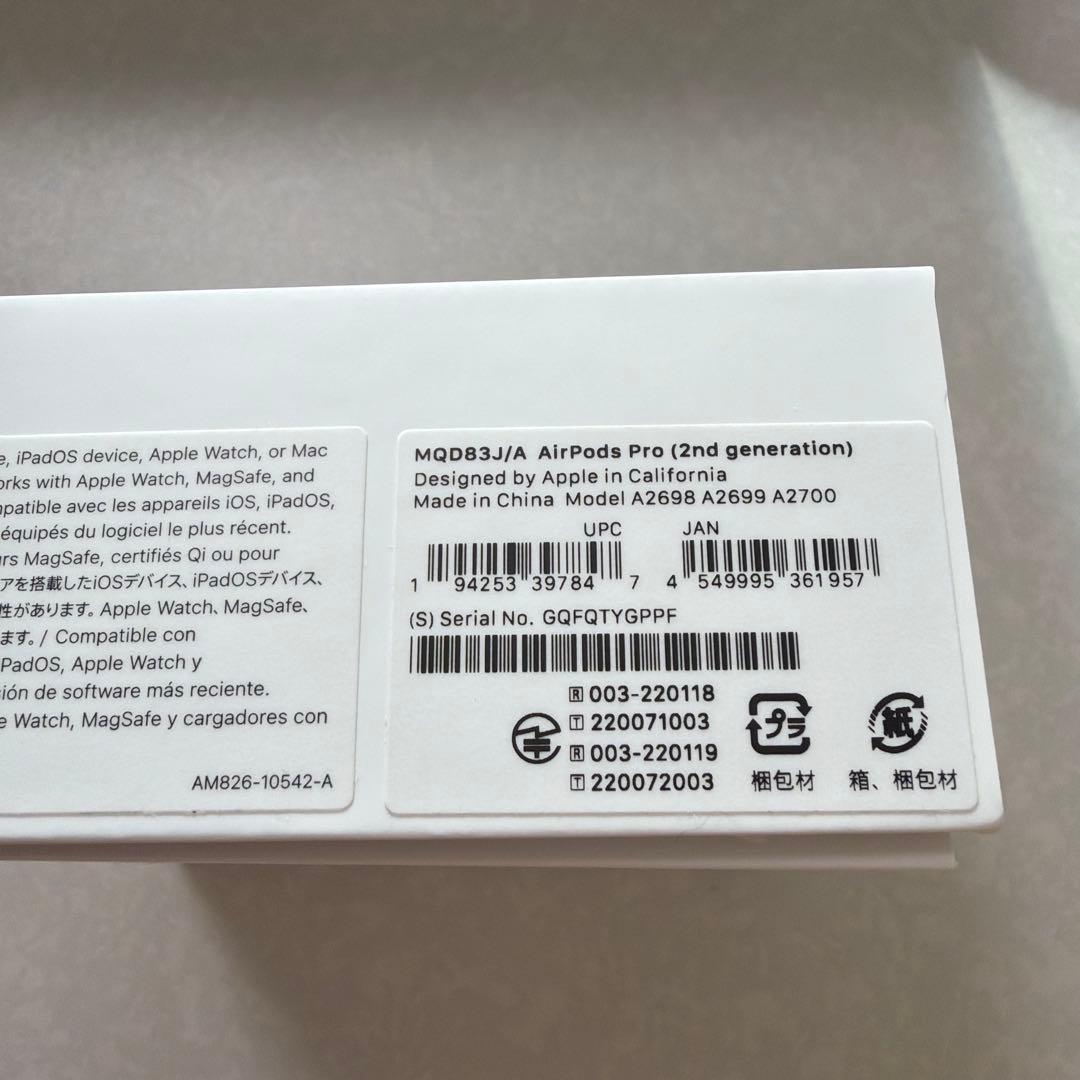 e, iPadOS device, Apple Watch, or Mac
orks with Apple Watch, MagSafe, and
mpatible avec les appareils iOS, iPadOS,
équipés du logiciel le plus récent.
urs MagSafe, certifiés Qi ou pour
アを搭載したiOSデバイス、iPadOSデバイス、
性があります。Apple Watch、MagSafe、
ます。/ Compatible con
PadOS, Apple Watch y
sión de software más reciente.
e Watch, MagSafe y cargadores con
AM826-10542-A
MQD83J/A AirPods Pro (2nd generation)
Designed by Apple in California
Made in China Model A2698 A2699 A2700
UPC JAN
1 94253 39784 7 4 549995 361957
(S) Serial No. GQFQTYGPPF
R 003-220118
T 220071003
R 003-220119
T 220072003
プラ
梱包材
紙
箱、梱包材